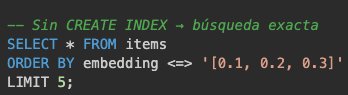 -- Sin CREATE INDEX → búsqueda exacta
SELECT * FROM items
ORDER BY embedding <=> '[0.1, 0.2, 0.3]'
LIMIT 5;